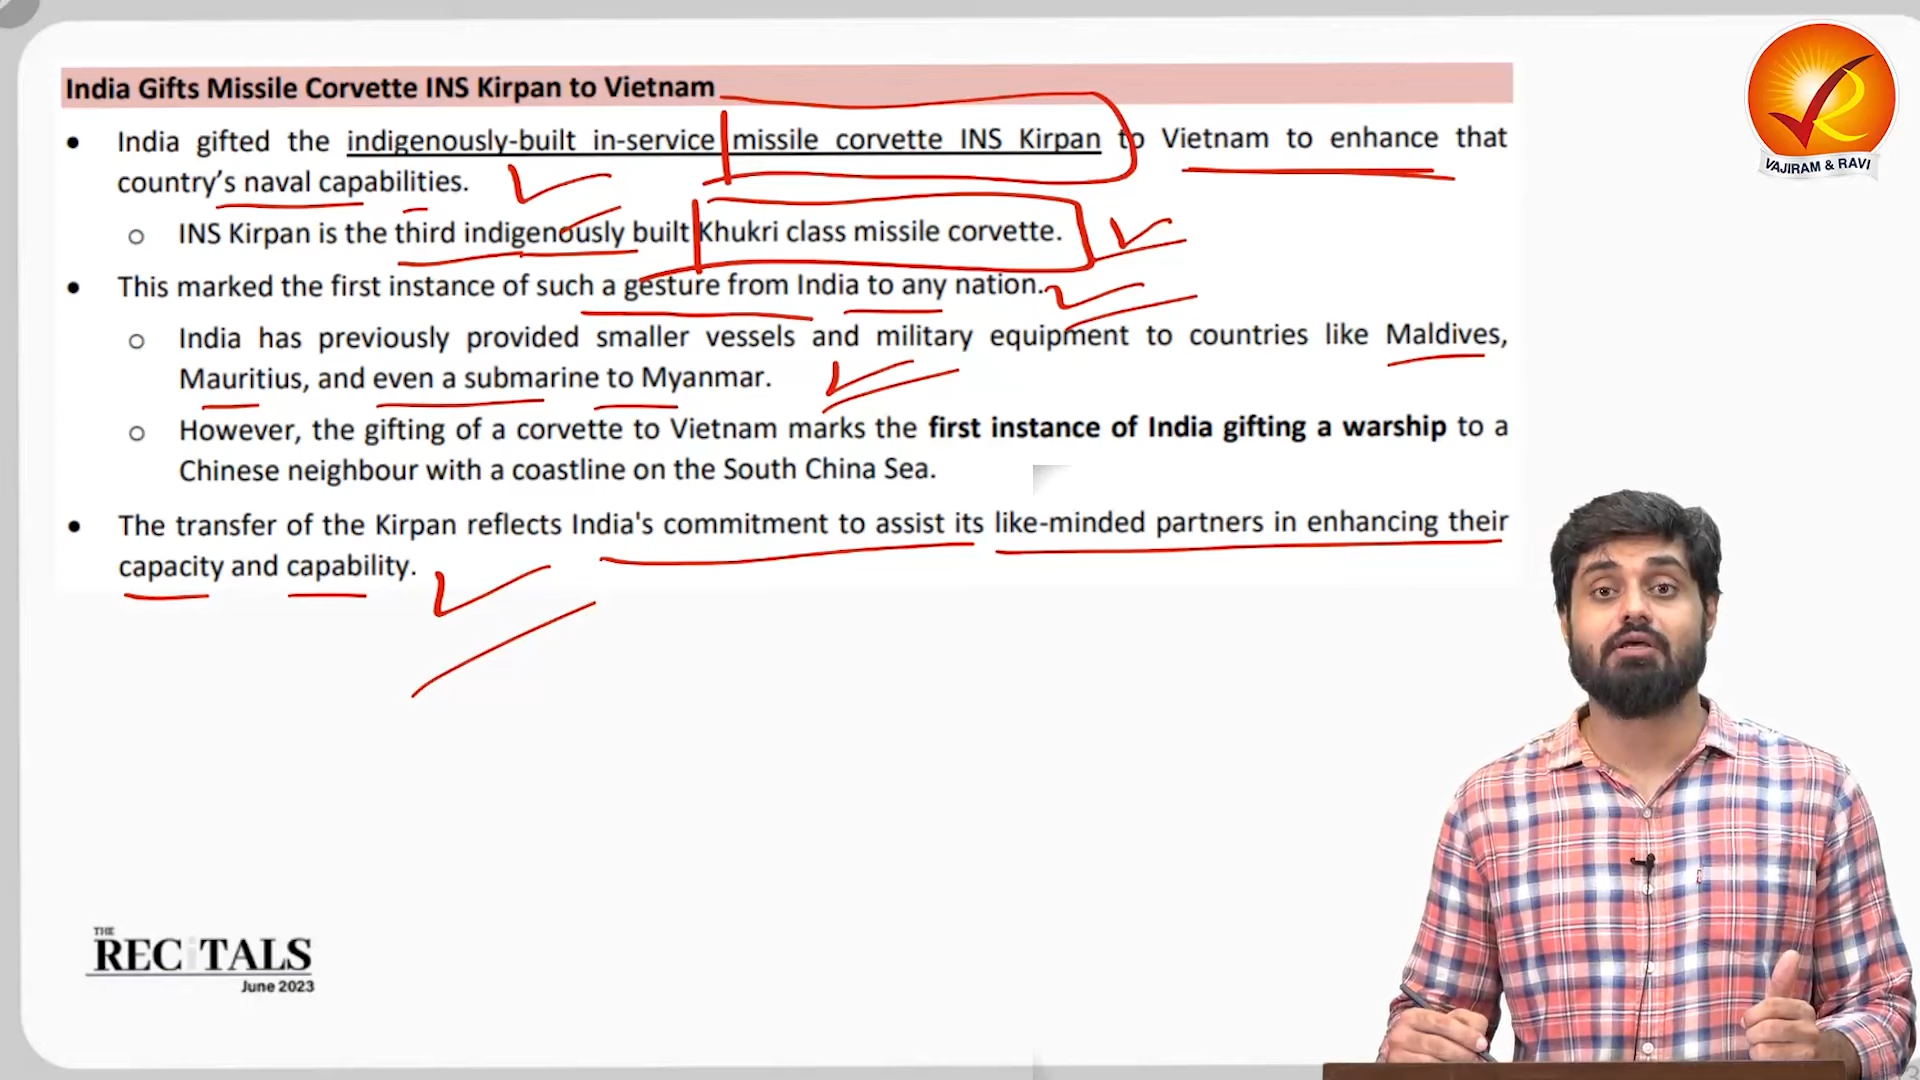 India Gifts Missile Corvette INS Kirpan to Vietnam
• India gifted the indigenously-built in-service missile corvette INS Kirpan to Vietnam to enhance that
country's naval capabilities.
o INS Kirpan is the third indigenously built Khukri class missile corvette.
• This marked the first instance of such a gesture from India to any nation.
o India has previously provided smaller vessels and military equipment to countries like Maldives,
Mauritius, and even a submarine to Myanmar.
o However, the gifting of a corvette to Vietnam marks the first instance of India gifting a warship to a
Chinese neighbour with a coastline on the South China Sea.
• The transfer of the Kirpan reflects India's commitment to assist its like-minded partners in enhancing their
capacity and capability.
VAJIRAM & RAVI
THE
RECiTALS
June 2023